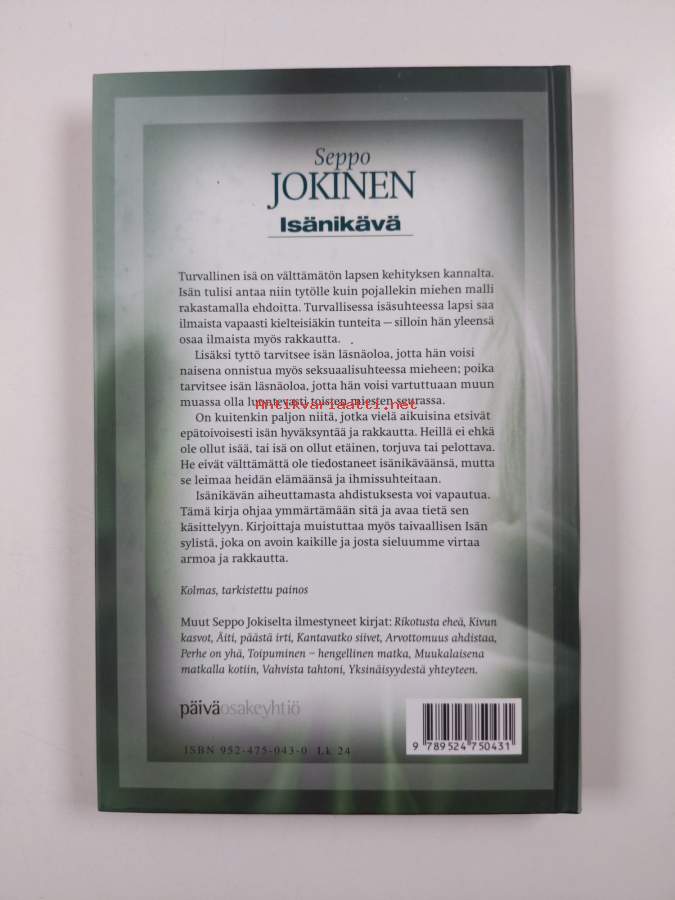 Seppo
JOKINEN
Isänikävä
Turvallinen isä on välttämätön lapsen kehityksen kannalta.
Isän tulisi antaa niin tytölle kuin pojallekin miehen malli
rakastamalla ehdoitta. Turvallisessa isäsuhteessa lapsi saa
ilmaista vapaasti kielteisiäkin tunteita – silloin hän yleensä
osaa ilmaista myös rakkautta.
Lisäksi tyttö tarvitsee isän läsnäoloa, jotta hän voisi
naisena onnistua myös seksuaalisuhteessa mieheen; poika
tarvitsee isän läsnäoloa, jotta hän voisi vartuttuaan muun
muassa olla luontevasti toisten miesten seurassa.
Antikvariaatti.net
On kuitenkin paljon niitä, jotka vielä aikuisina etsivät
epätoivoisesti isän hyväksyntää ja rakkautta. Heillä ei ehkä
ole ollut isää, tai isä on ollut etäinen, torjuva tai pelottava.
He eivät välttämättä ole tiedostaneet isänikäväänsä, mutta
se leimaa heidän elämäänsä ja ihmissuhteitaan.
Isänikävän aiheuttamasta ahdistuksesta voi vapautua.
Tämä kirja ohjaa ymmärtämään sitä ja avaa tietä sen
käsittelyyn. Kirjoittaja muistuttaa myös taivaallisen Isän
sylistä, joka on avoin kaikille ja josta sieluumme virtaa
armoa ja rakkautta.
Kolmas, tarkistettu painos
Muut Seppo Jokiselta ilmestyneet kirjat: Rikotusta eheä, Kivun
kasvot, Äiti, päästä irti, Kantavatko siivet, Arvottomuus ahdistaa,
Perhe on yhä, Toipuminen – hengellinen matka, Muukalaisena
matkalla kotiin, Vahvista tahtoni, Yksinäisyydestä yhteyteen.
päiväosakeyhtiö
ISBN 952-475-043-0 Lk 24
9 789524 750431